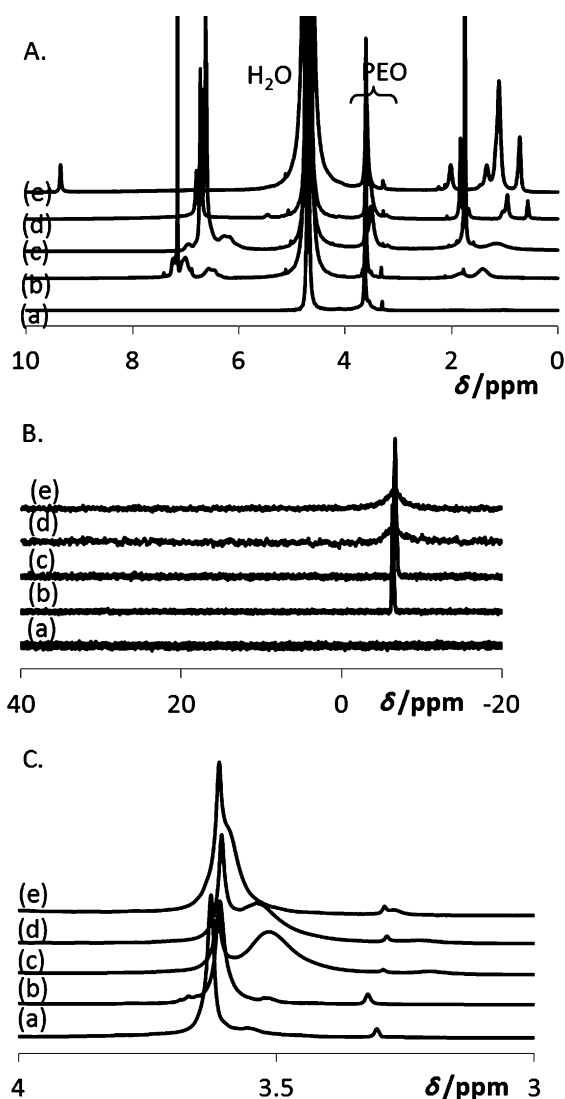 A.
H₂O
PEO
(e)
(d)
(c)
(b)
(a)
10 8 6 4 2 0
δ/ppm
B.
(e)
(d)
(c)
(b)
(a)
40 20 0 δ/ppm -20
C.
(e)
(d)
(c)
(b)
(a)
4 3.5 δ/ppm 3